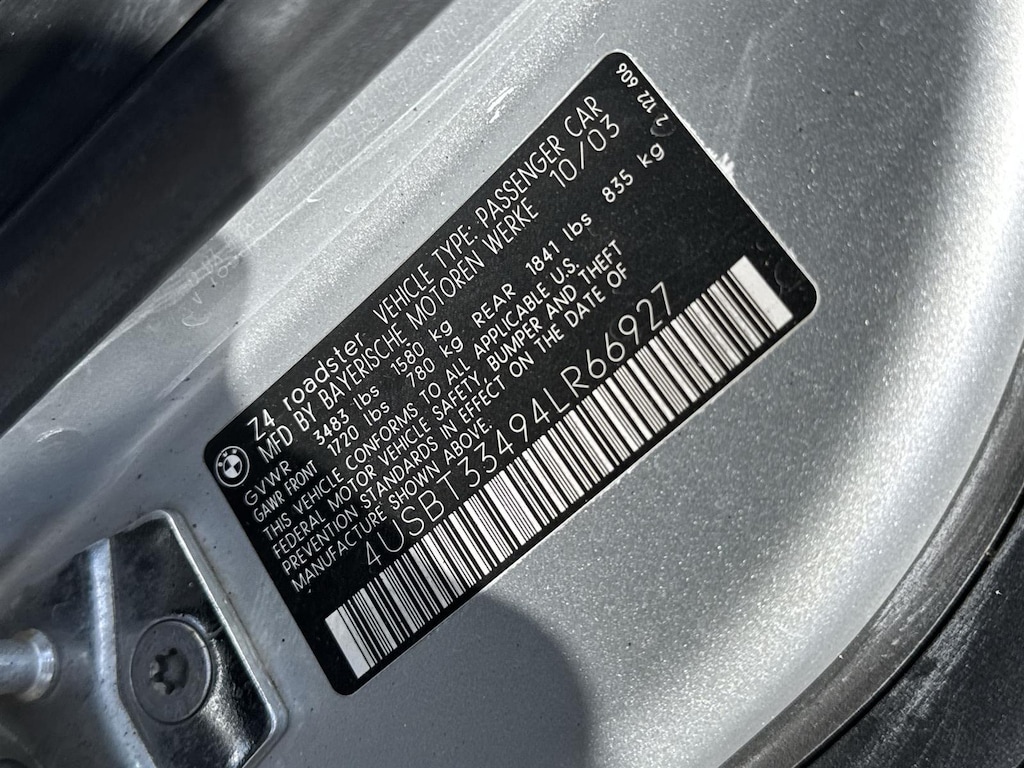 Z4 roadster VEHICLE TYPE: PASSENGER CAR
MFD BY BAYERISCHE MOTOREN WERKE 10/03
GVWR 3483 lbs 1580 kg
GAWR FRONT 1720 lbs 780 kg REAR 1841 lbs 835 kg
THIS VEHICLE CONFORMS TO ALL APPLICABLE U.S.
FEDERAL MOTOR VEHICLE SAFETY, BUMPER AND THEFT
PREVENTION STANDARDS IN EFFECT ON THE DATE OF
MANUFACTURE SHOWN ABOVE
4USBT33494LR66927
2 122 606